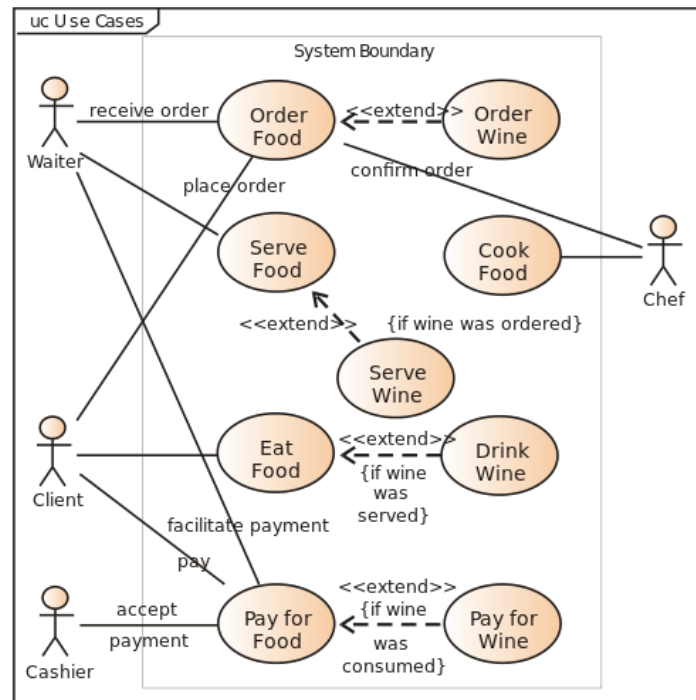 uc Use Cases
System Boundary
receive order
Order
Food
<<extend>>
Order
Wine
Waiter
place order
confirm order
Serve
Food
Cook
Food
Chef
<<extend>>
{if wine was ordered}
Serve
Wine
Client
Eat
Food
<<extend>>
{if wine
was
served}
Drink
Wine
facilitate payment
pay
Cashier
accept
payment
Pay for
Food
<<extend>>
{if wine
was
consumed}
Pay for
Wine